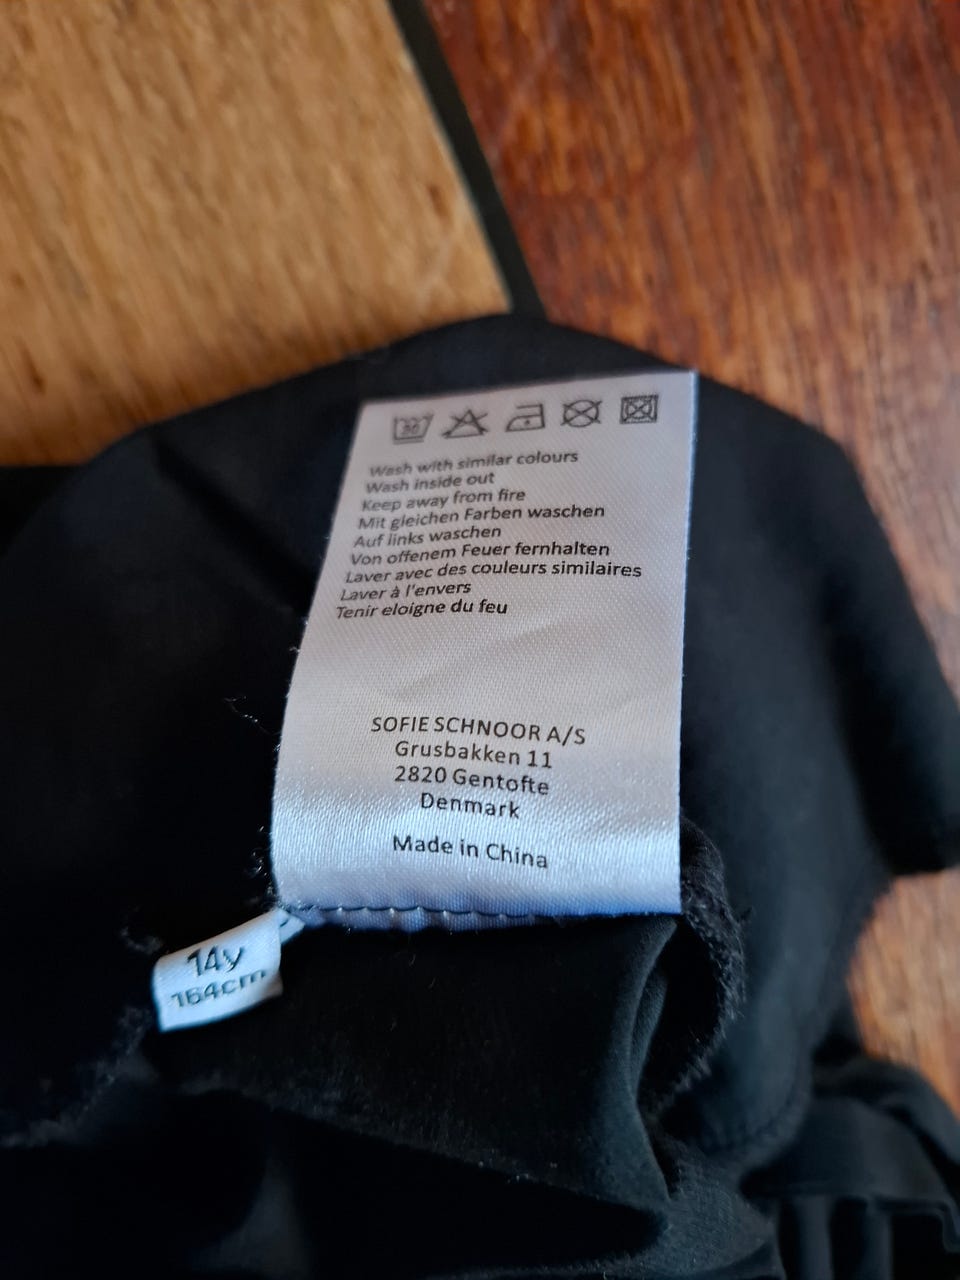 30
Wash with similar colours
Wash inside out
Keep away from fire
Mit gleichen Farben waschen
Auf links waschen
Von offenem Feuer fernhalten
Laver avec des couleurs similaires
Laver à l'envers
Tenir eloigne du feu
SOFIE SCHNOOR A/S
Grusbakken 11
2820 Gentofte
Denmark
Made in China
14y
164cm